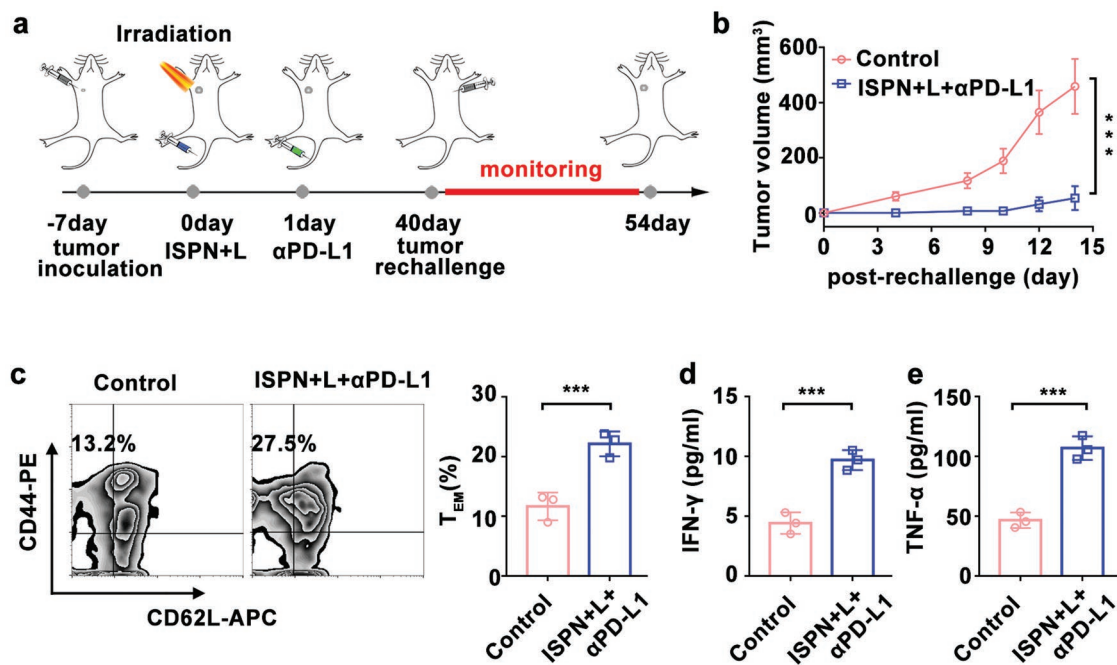 a
Irradiation
monitoring
-7day
tumor
inoculation
0day
ISPN+L
1day
αPD-L1
40day
tumor
rechallenge
54day
b
Tumor volume (mm³)
600
400
200
0
0 3 6 9 12 15
post-rechallenge (day)
Control
ISPN+L+αPD-L1
***
c
Control
ISPN+L+αPD-L1
13.2%
27.5%
CD44-PE
CD62L-APC
TEM(%)
30
20
10
0
***
Control
ISPN+L+
αPD-L1
d
IFN-γ (pg/ml)
15
10
5
0
***
Control
ISPN+L+
αPD-L1
e
TNF-α (pg/ml)
150
100
50
0
***
Control
ISPN+L+
αPD-L1